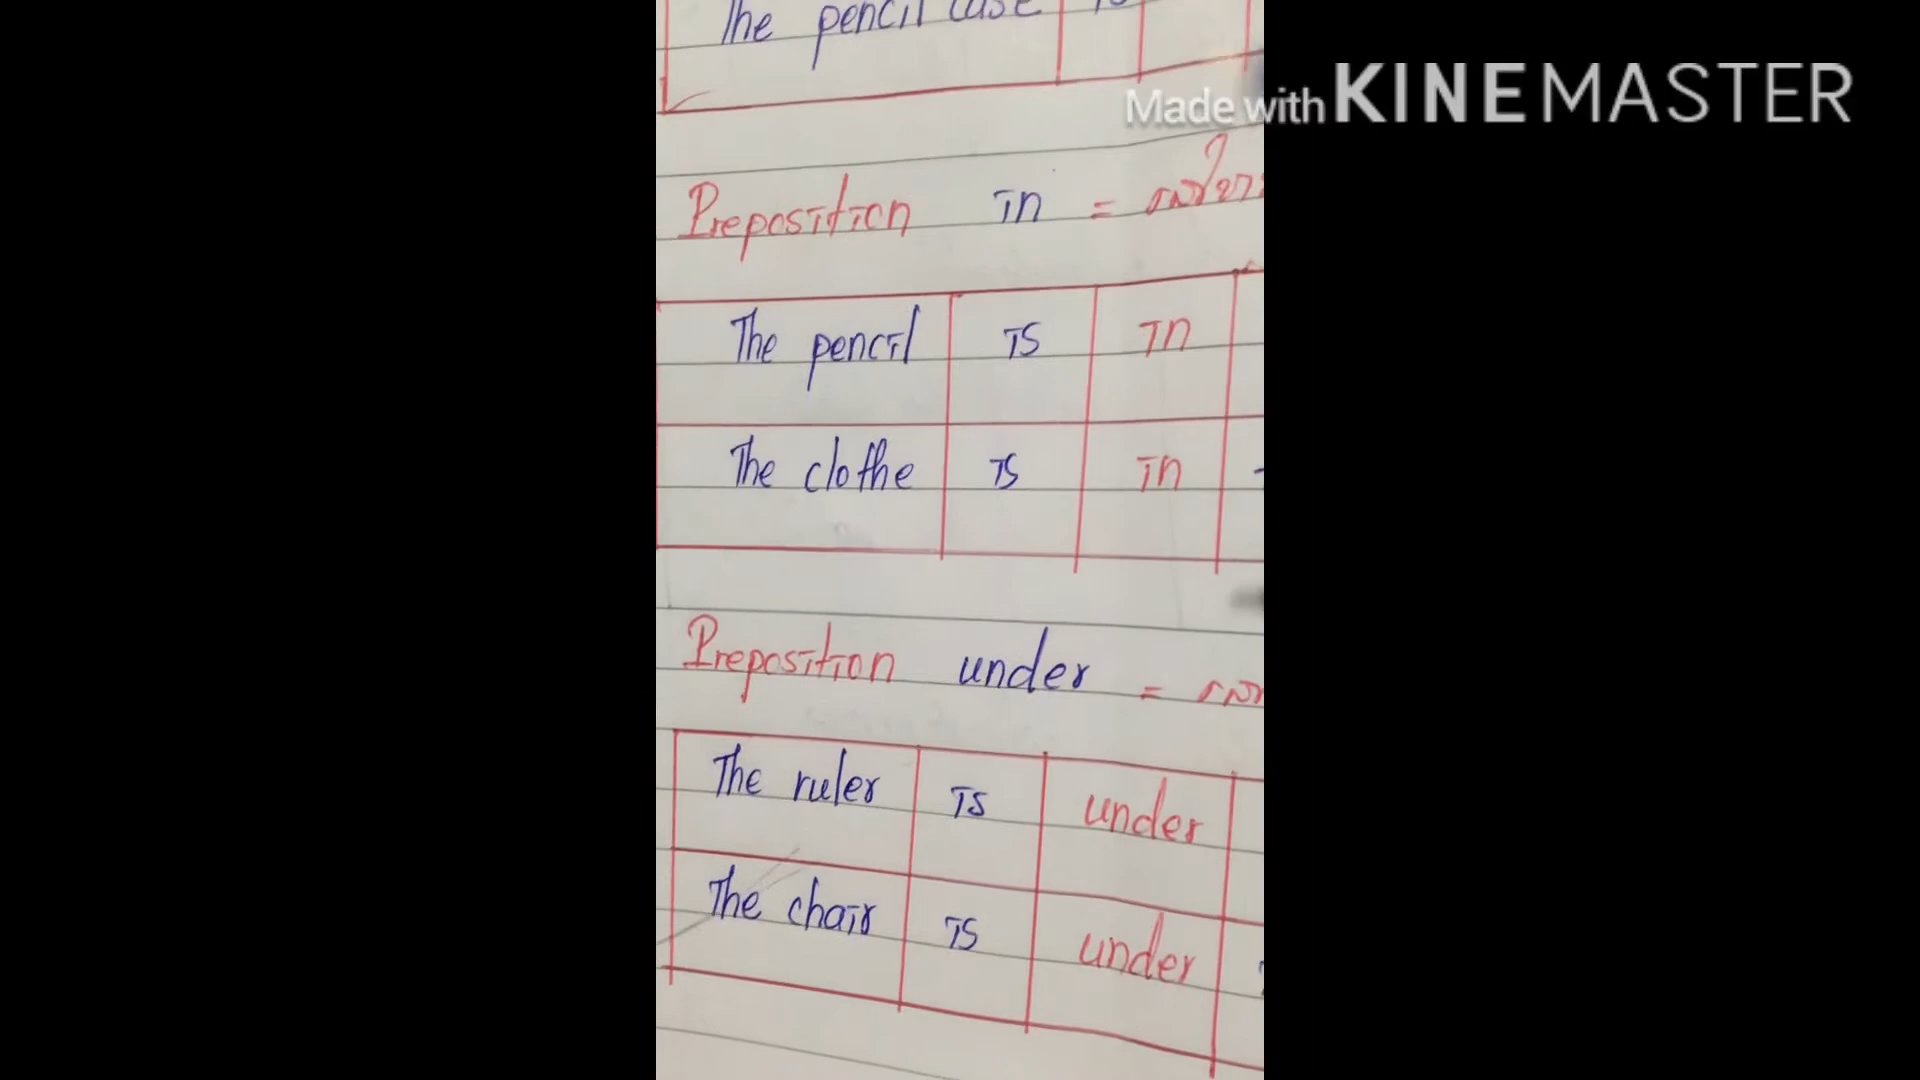 The pencil case is
Made with KINEMASTER
Preposition in =
The pencil is in
The clothe is in
Preposition under =
The ruler is under
The chair is under